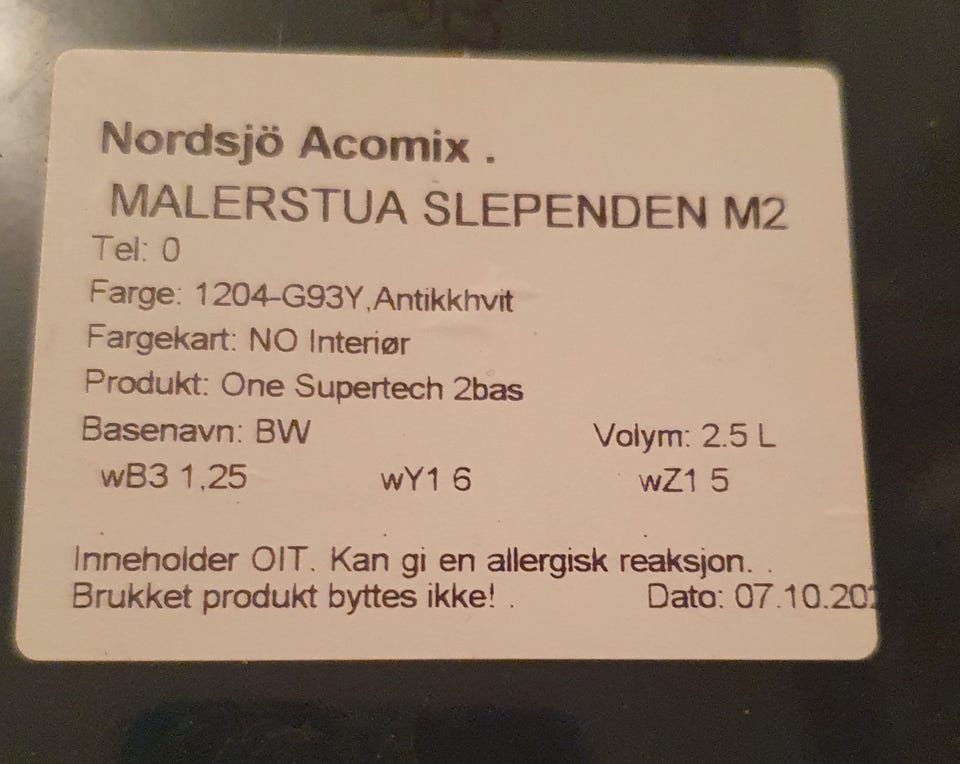 Nordsjö Acomix .
MALERSTUA SLEPENDEN M2
Tel: 0
Farge: 1204-G93Y,Antikkhvit
Fargekart: NO Interiør
Produkt: One Supertech 2bas
Basenavn: BW Volym: 2.5 L
wB3 1,25 wY1 6 wZ1 5
Inneholder OIT. Kan gi en allergisk reaksjon. .
Brukket produkt byttes ikke! . Dato: 07.10.20